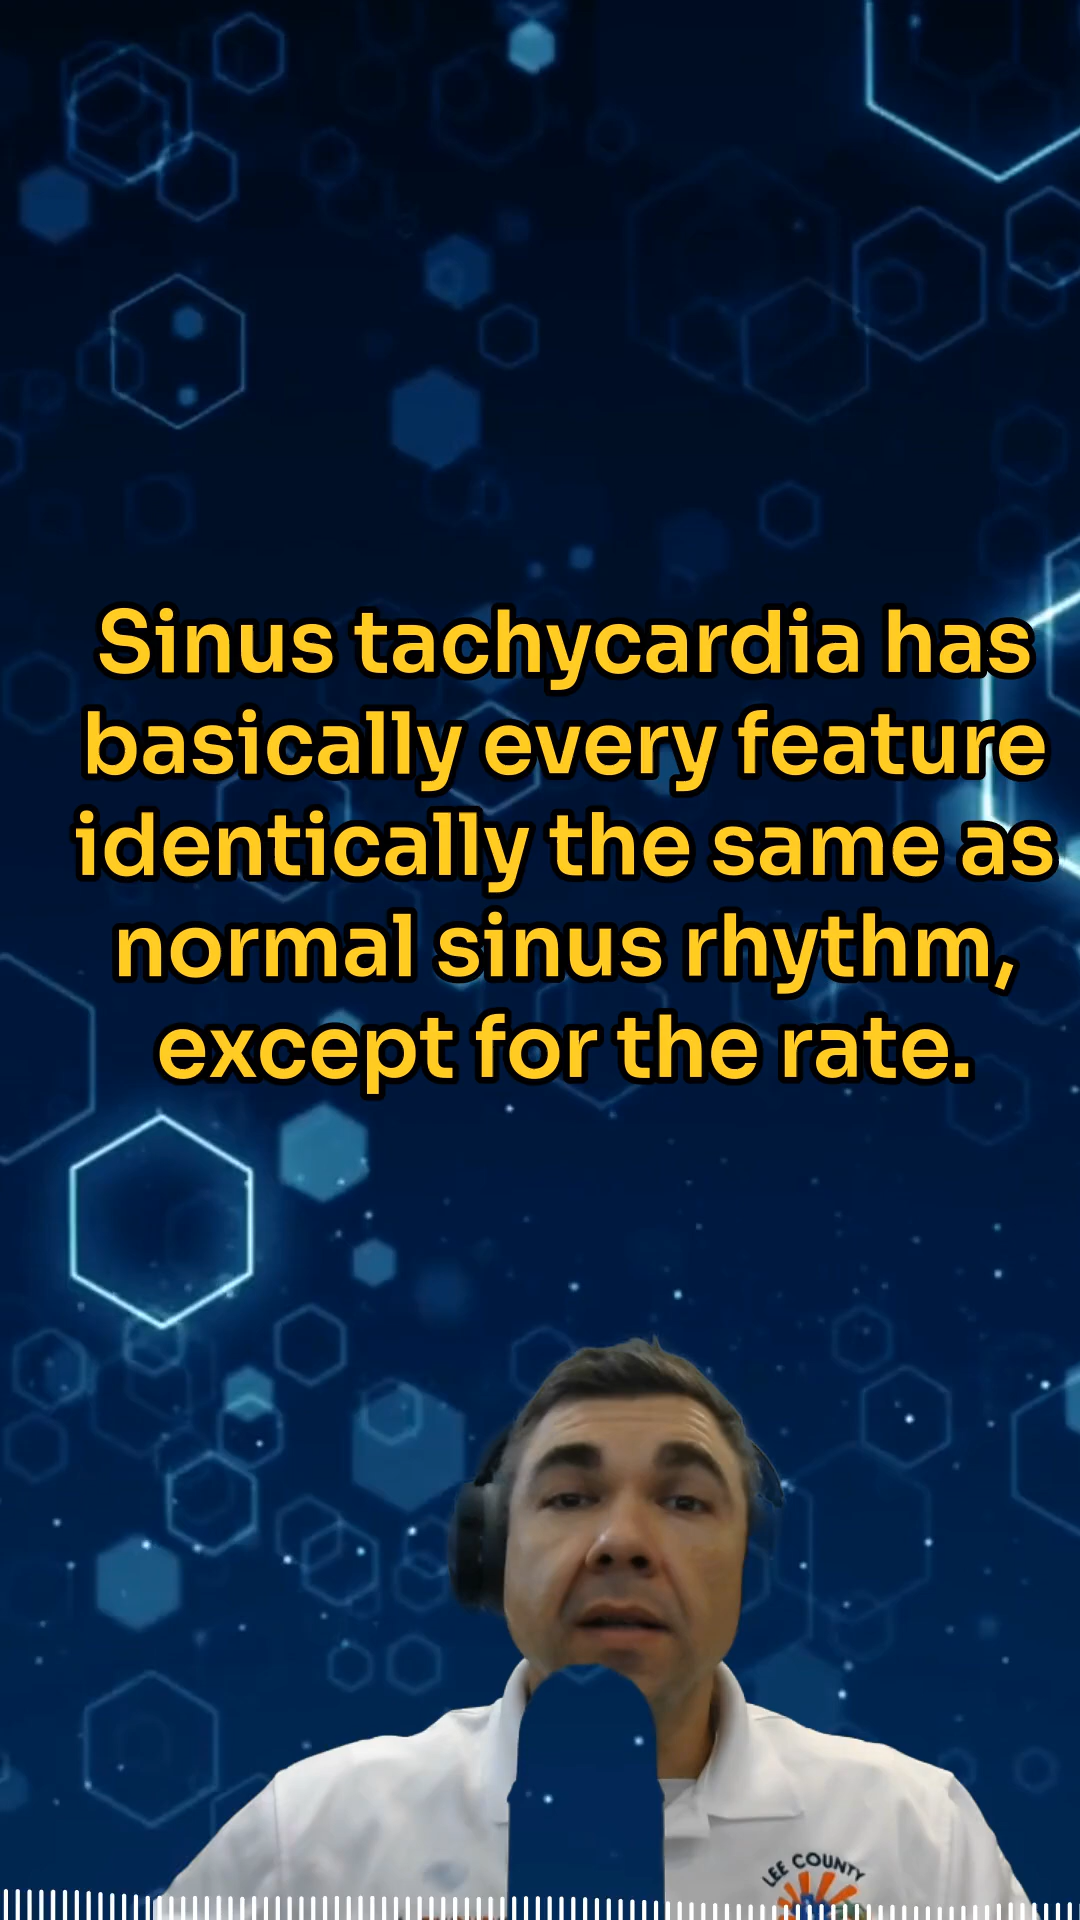 Sinus tachycardia has
basically every feature
identically the same as
normal sinus rhythm,
except for the rate.
LEE COUNTY